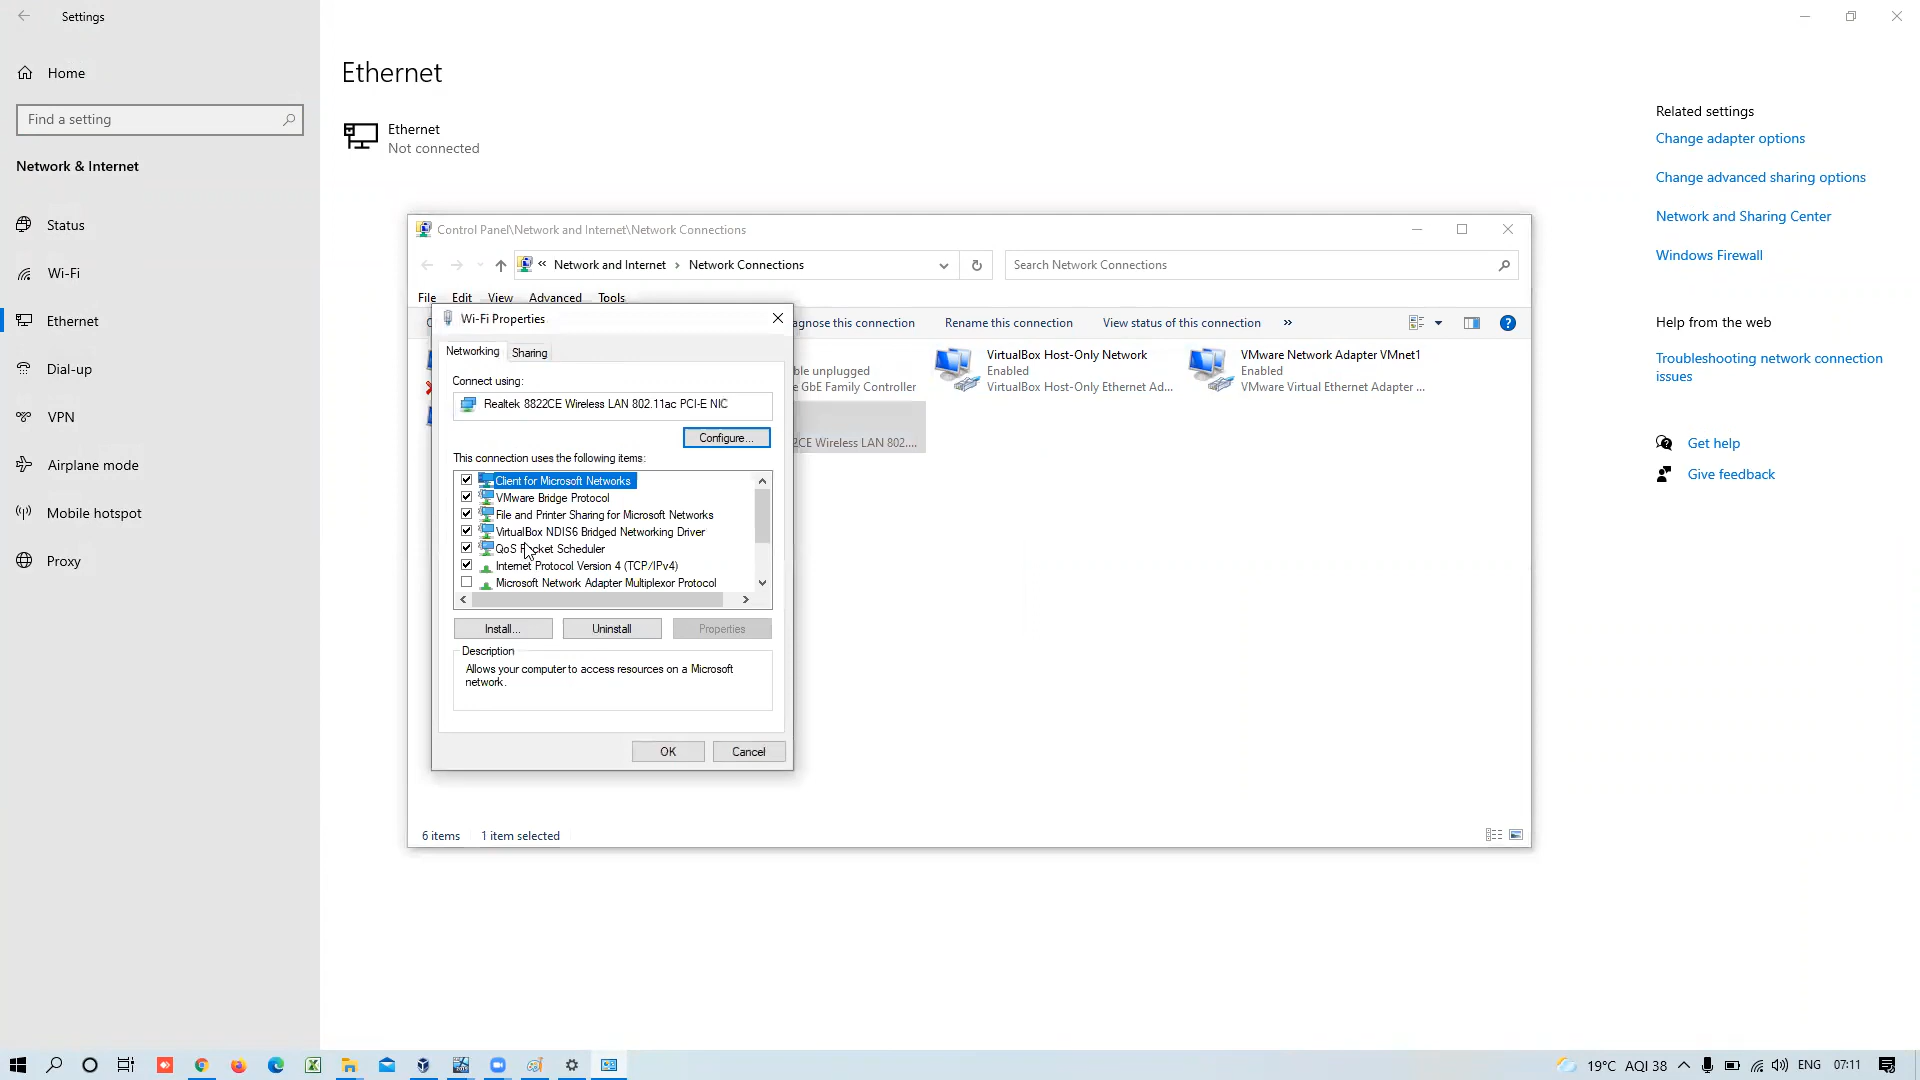 Settings
Home
Find a setting
Network & Internet
Status
Wi-Fi
Ethernet
Dial-up
VPN
Airplane mode
Mobile hotspot
Proxy
Ethernet
Ethernet
Not connected
Related settings
Change adapter options
Change advanced sharing options
Network and Sharing Center
Windows Firewall
Help from the web
Troubleshooting network connection
issues
Get help
Give feedback
Control Panel\Network and Internet\Network Connections
« Network and Internet › Network Connections
Search Network Connections
File Edit View Advanced Tools
agnose this connection Rename this connection View status of this connection »
ble unplugged
e GbE Family Controller
VirtualBox Host-Only Network
Enabled
VirtualBox Host-Only Ethernet Ad...
VMware Network Adapter VMnet1
Enabled
VMware Virtual Ethernet Adapter ...
2CE Wireless LAN 802....
Wi-Fi Properties
Networking Sharing
Connect using:
Realtek 8822CE Wireless LAN 802.11ac PCI-E NIC
Configure...
This connection uses the following items:
Client for Microsoft Networks
VMware Bridge Protocol
File and Printer Sharing for Microsoft Networks
VirtualBox NDIS6 Bridged Networking Driver
QoS Packet Scheduler
Internet Protocol Version 4 (TCP/IPv4)
Microsoft Network Adapter Multiplexor Protocol
Install... Uninstall Properties
Description
Allows your computer to access resources on a Microsoft
network.
OK Cancel
6 items 1 item selected
19°C AQI 38 ENG 07:11